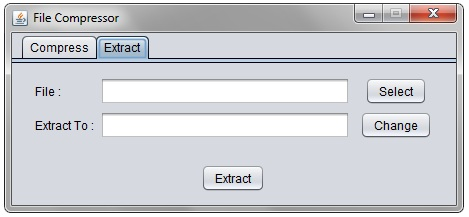 File Compressor
Compress Extract
File : Select
Extract To : Change
Extract